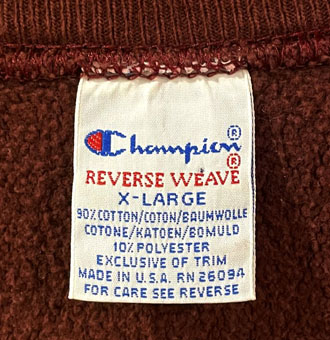 Champion®
REVERSE WEAVE®
X-LARGE
90% COTTON/COTON/BAUMWOLLE
COTONE/KATOEN/BOMULD
10% POLYESTER
EXCLUSIVE OF TRIM
MADE IN U.S.A. RN 26094
FOR CARE SEE REVERSE